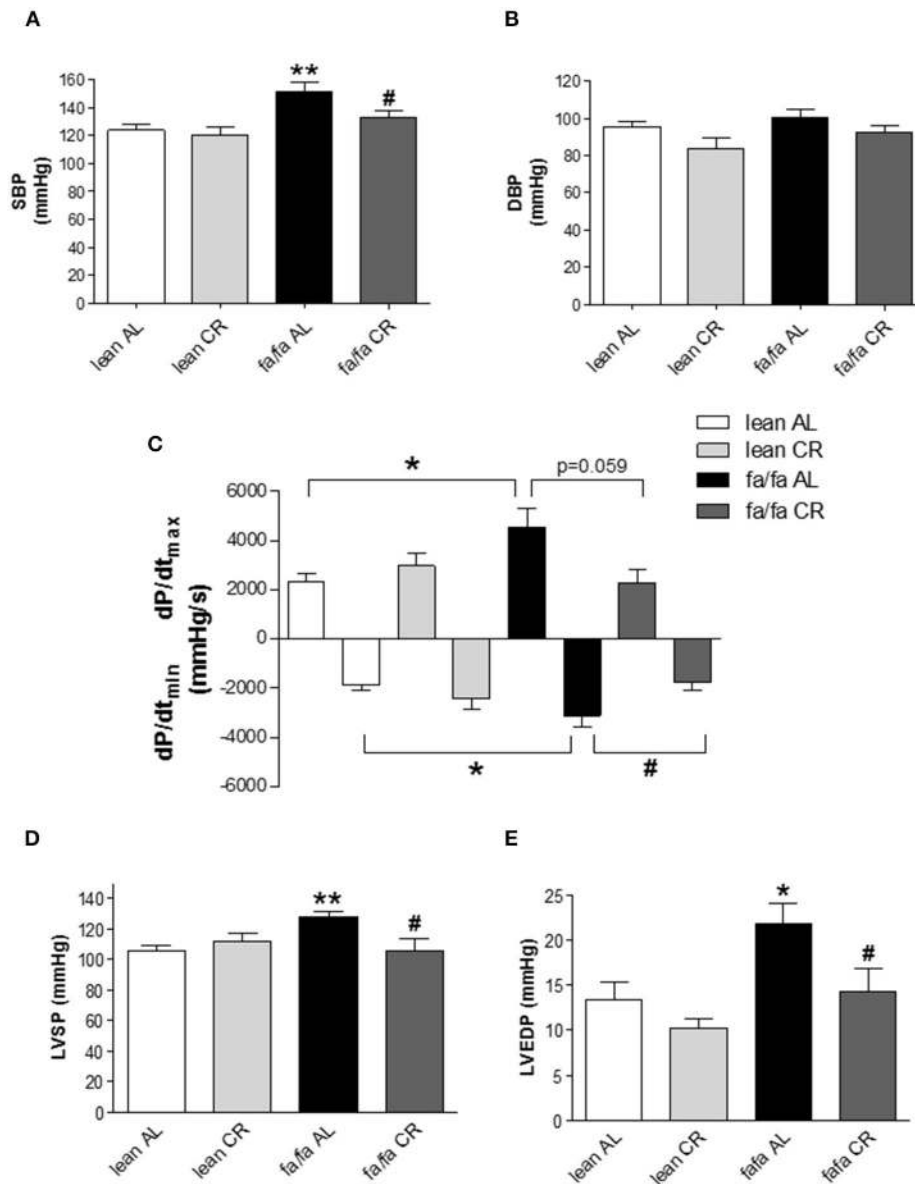 A
SBP
(mmHg)
160
140
120
100
80
60
40
20
0
**
#
lean AL
lean CR
fa/fa AL
fa/fa CR
B
DBP
(mmHg)
120
100
80
60
40
20
0
lean AL
lean CR
fa/fa AL
fa/fa CR
C
lean AL
lean CR
fa/fa AL
fa/fa CR
dP/dtmin dP/dtmax
(mmHg/s)
6000
4000
2000
0
-2000
-4000
-6000
*
p=0.059
*
#
D
LVSP (mmHg)
140
120
100
80
60
40
20
0
**
#
lean AL
lean CR
fa/fa AL
fa/fa CR
E
LVEDP (mmHg)
25
20
15
10
5
0
*
#
lean AL
lean CR
fafa AL
fafa CR